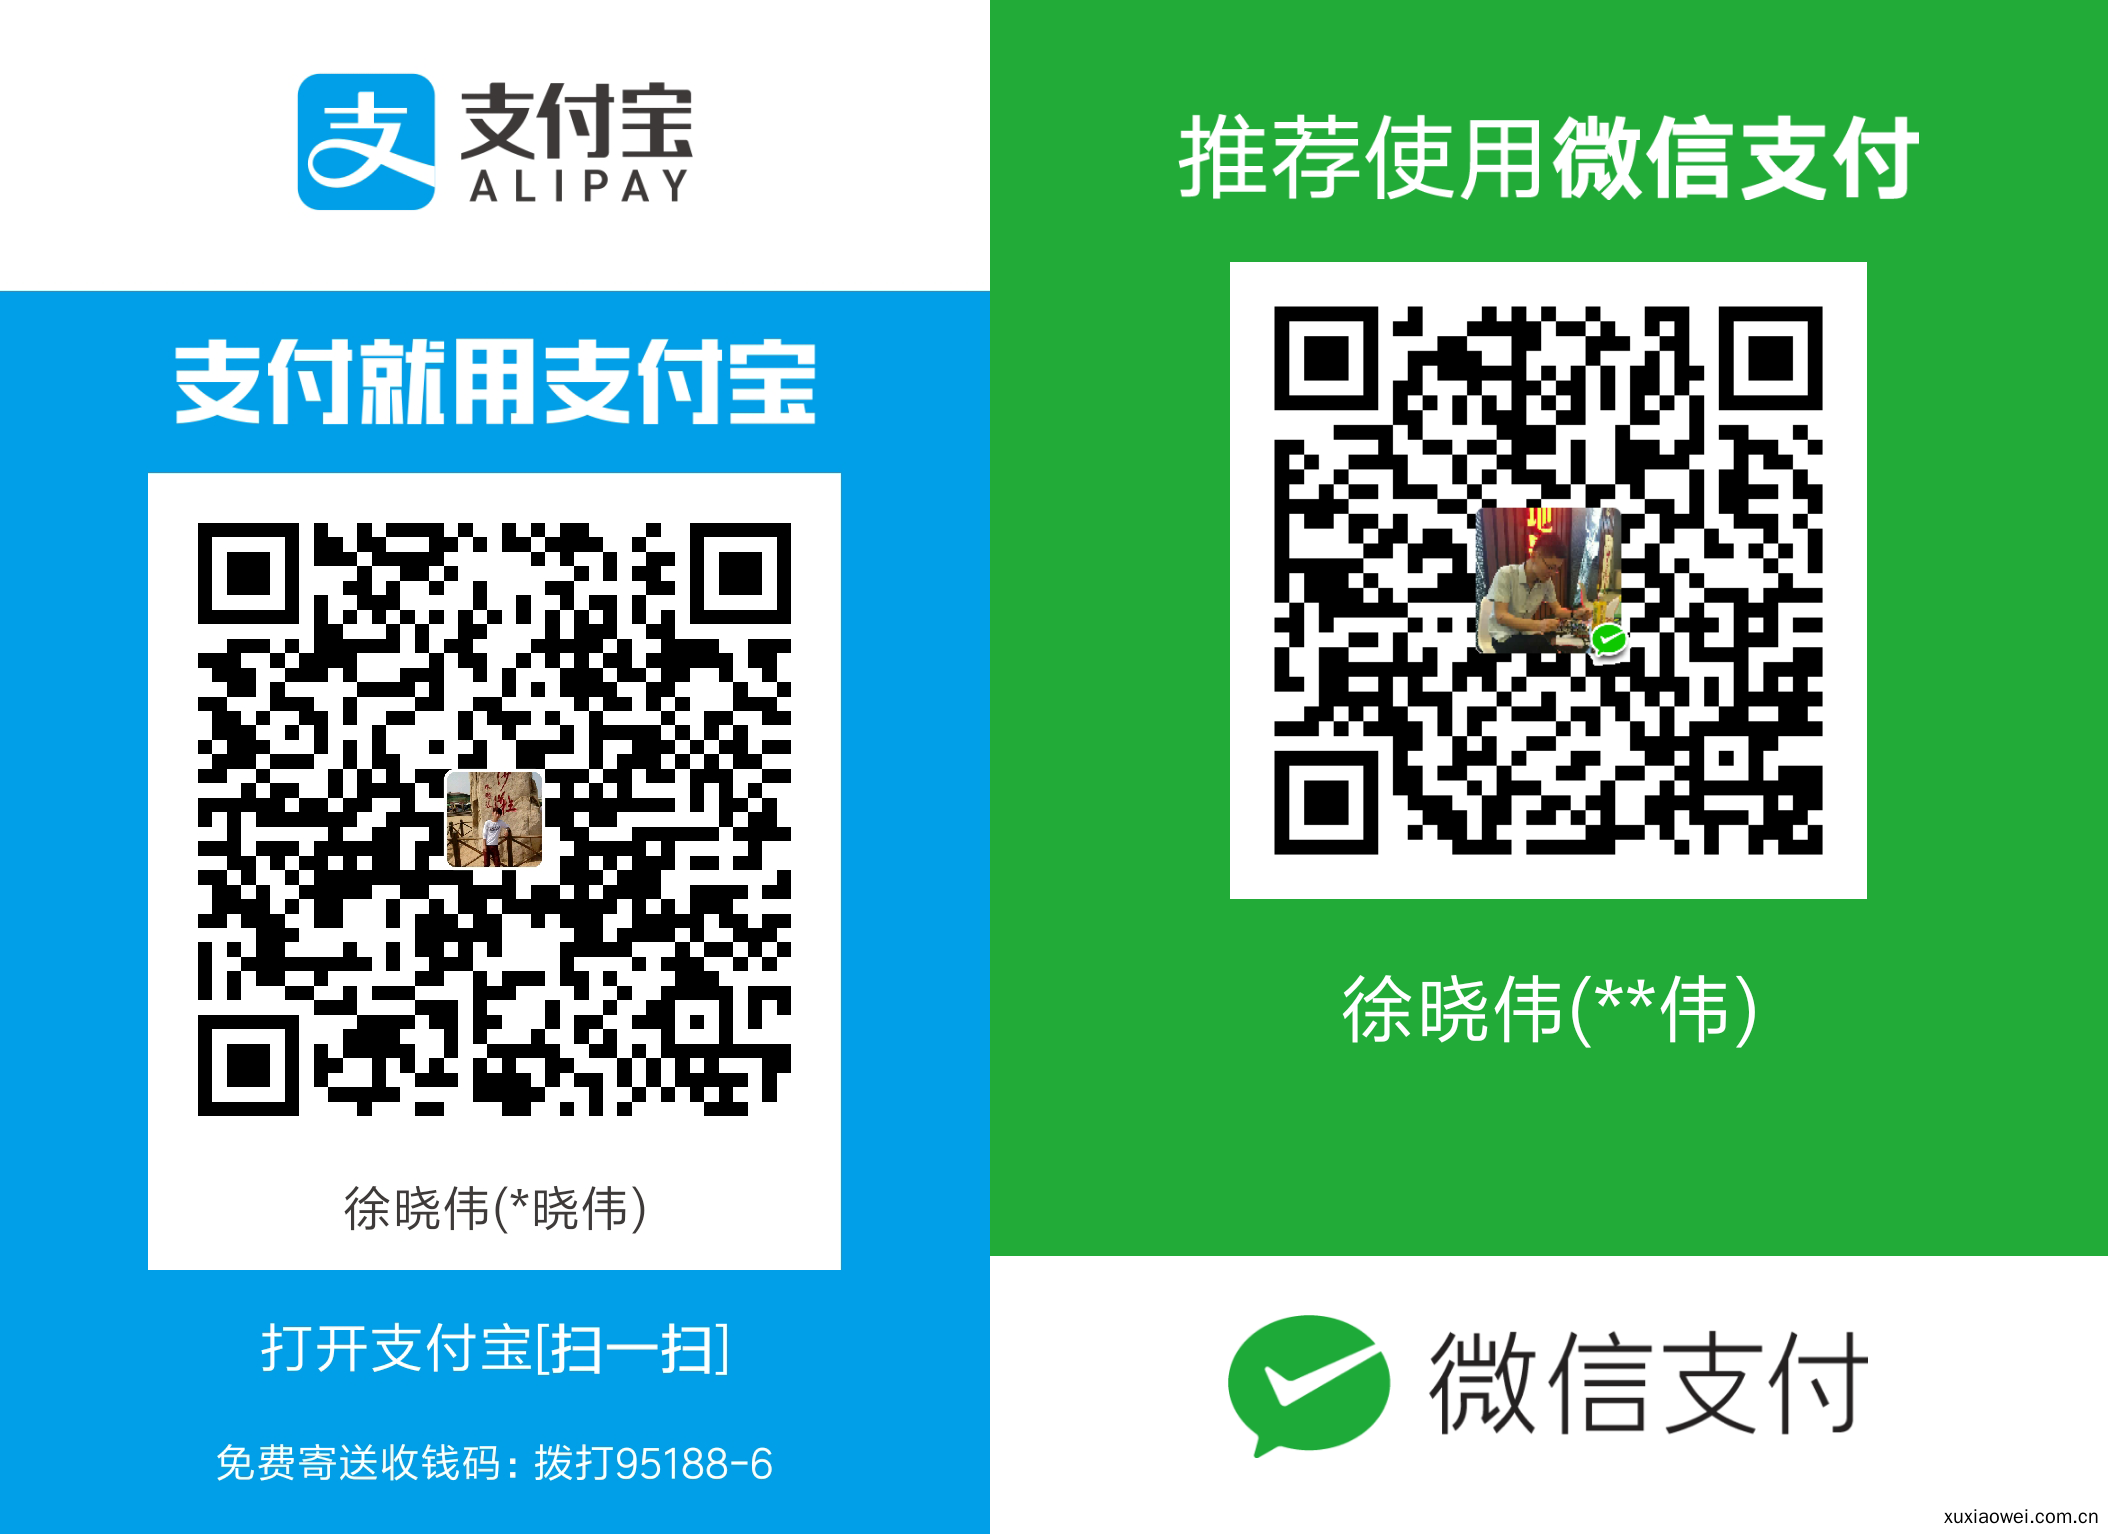 支付宝
ALIPAY
支付就用支付宝
徐晓伟(*晓伟)
打开支付宝[扫一扫]
免费寄送收钱码：拨打95188-6
推荐使用微信支付
徐晓伟(**伟)
微信支付
xuxiaowei.com.cn